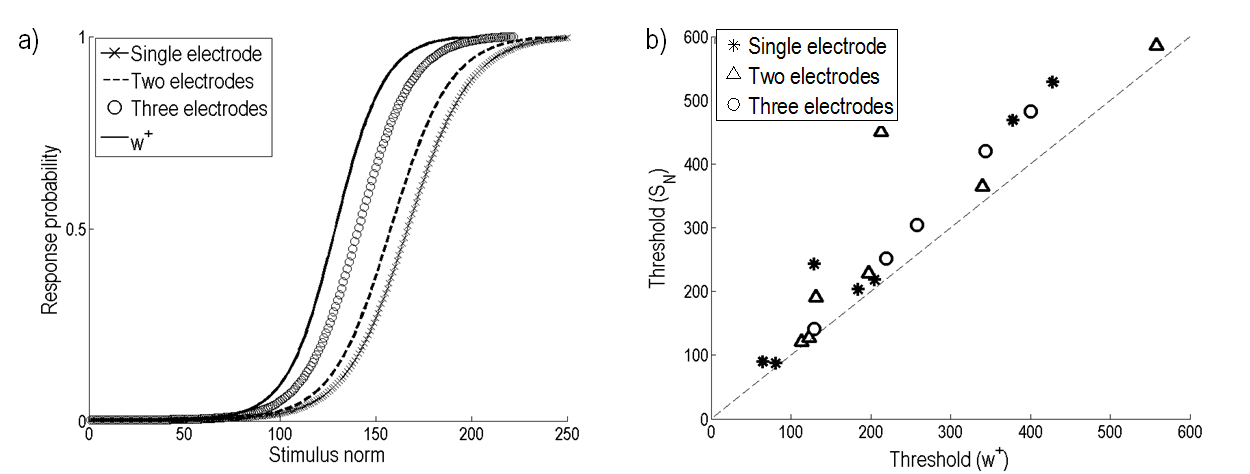 a)
Single electrode
Two electrodes
Three electrodes
w+
Response probability
1
0.5
0
0 50 100 150 200 250
Stimulus norm
b)
Single electrode
Two electrodes
Three electrodes
Threshold (SN)
600
500
400
300
200
100
0
0 100 200 300 400 500 600
Threshold (w+)